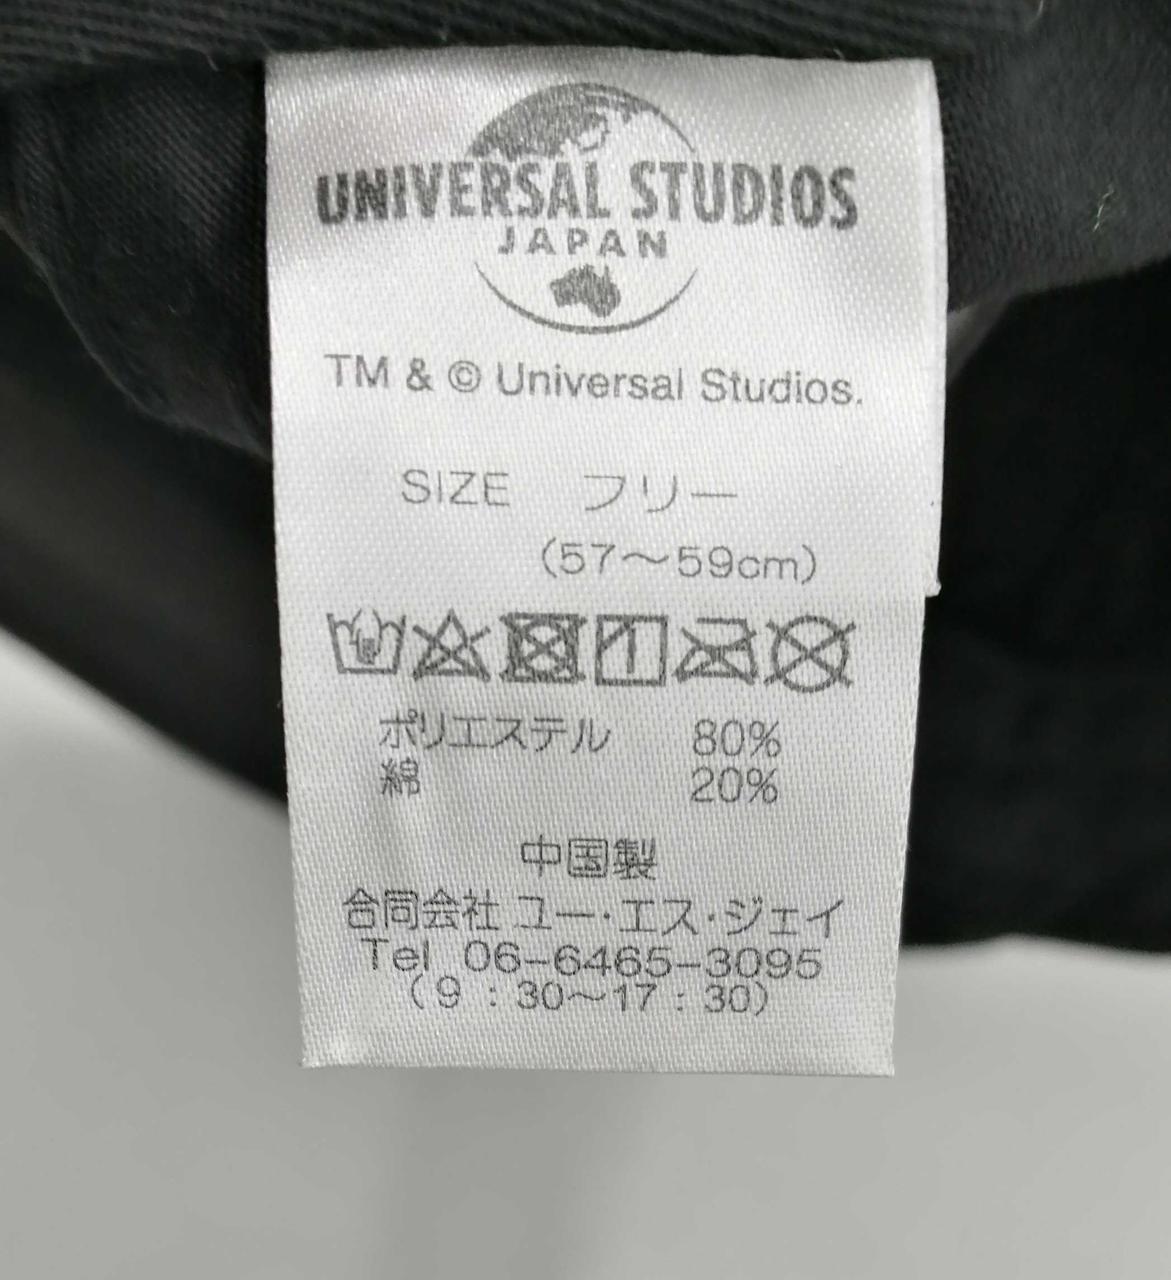 UNIVERSAL STUDIOS
JAPAN
TM & © Universal Studios.
SIZE フリー
(57〜59cm)
ポリエステル 80%
綿 20%
中国製
合同会社 ユー・エス・ジェイ
Tel 06-6465-3095
(9:30〜17:30)